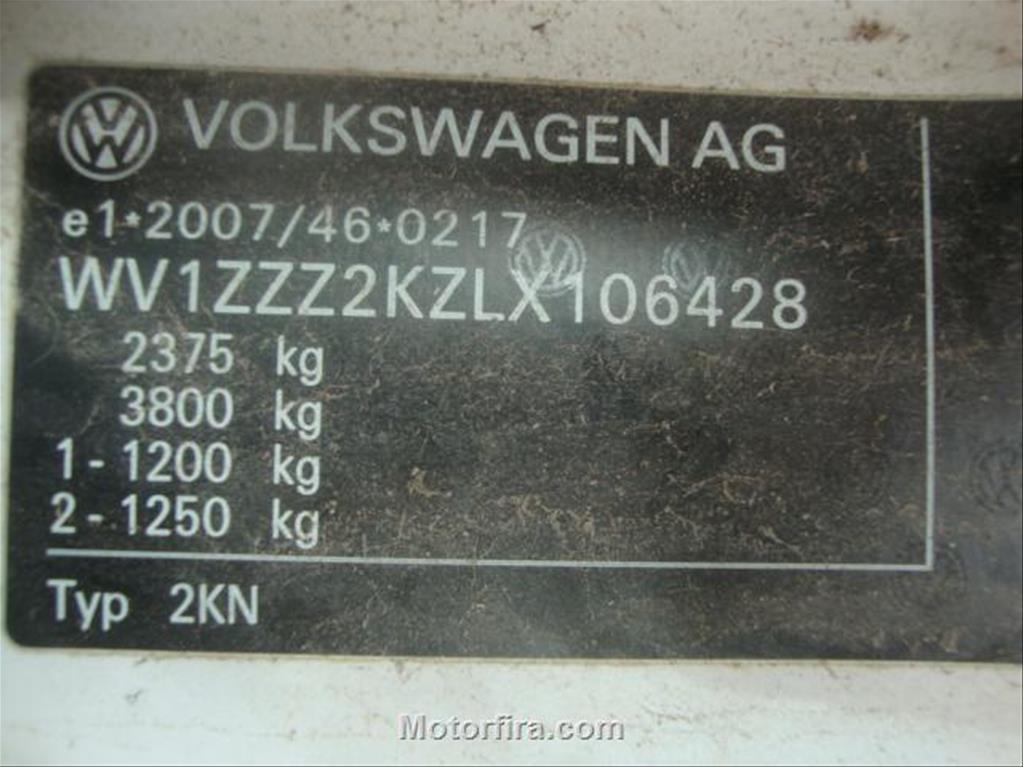 VOLKSWAGEN AG
e1*2007/46*0217
WV1ZZZ2KZLX106428
2375 kg
3800 kg
1 - 1200 kg
2 - 1250 kg
Typ 2KN
Motorfira.com